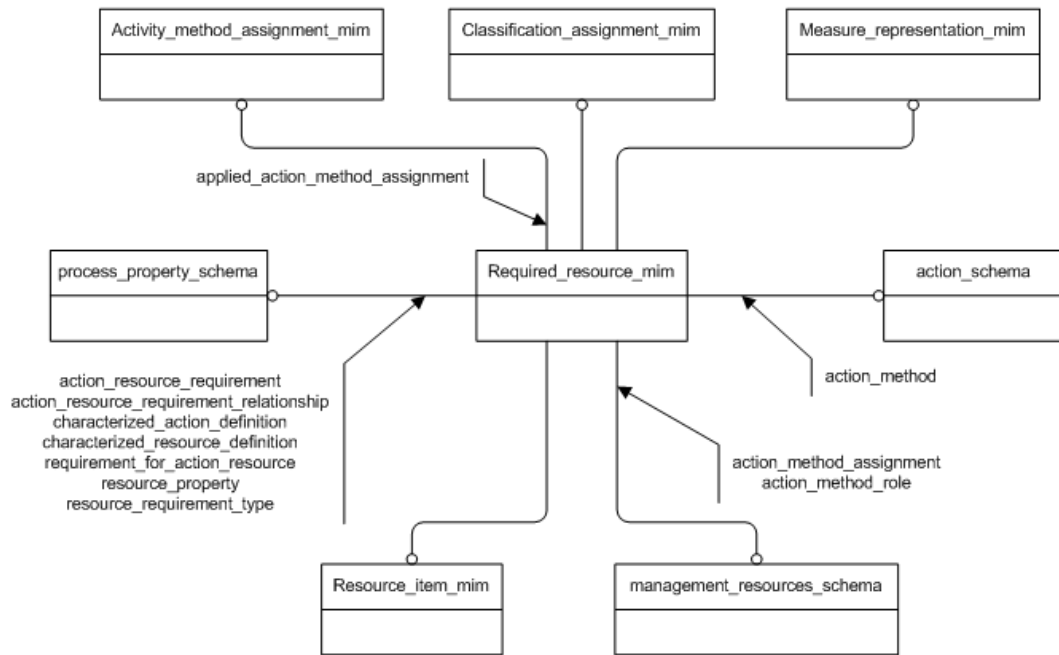 Activity_method_assignment_mim
Classification_assignment_mim
Measure_representation_mim
applied_action_method_assignment
process_property_schema
Required_resource_mim
action_schema
action_resource_requirement
action_resource_requirement_relationship
characterized_action_definition
characterized_resource_definition
requirement_for_action_resource
resource_property
resource_requirement_type
action_method
action_method_assignment
action_method_role
Resource_item_mim
management_resources_schema